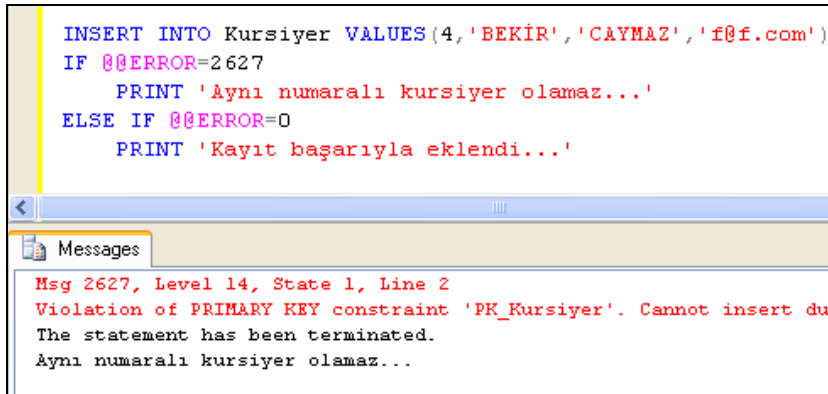 INSERT INTO Kursiyer VALUES(4,'BEKİR','CAYMAZ','f@f.com')
IF @@ERROR=2627
PRINT 'Aynı numaralı kursiyer olamaz...'
ELSE IF @@ERROR=0
PRINT 'Kayıt başarıyla eklendi...'
Messages
Msg 2627, Level 14, State 1, Line 2
Violation of PRIMARY KEY constraint 'PK_Kursiyer'. Cannot insert du
The statement has been terminated.
Aynı numaralı kursiyer olamaz...